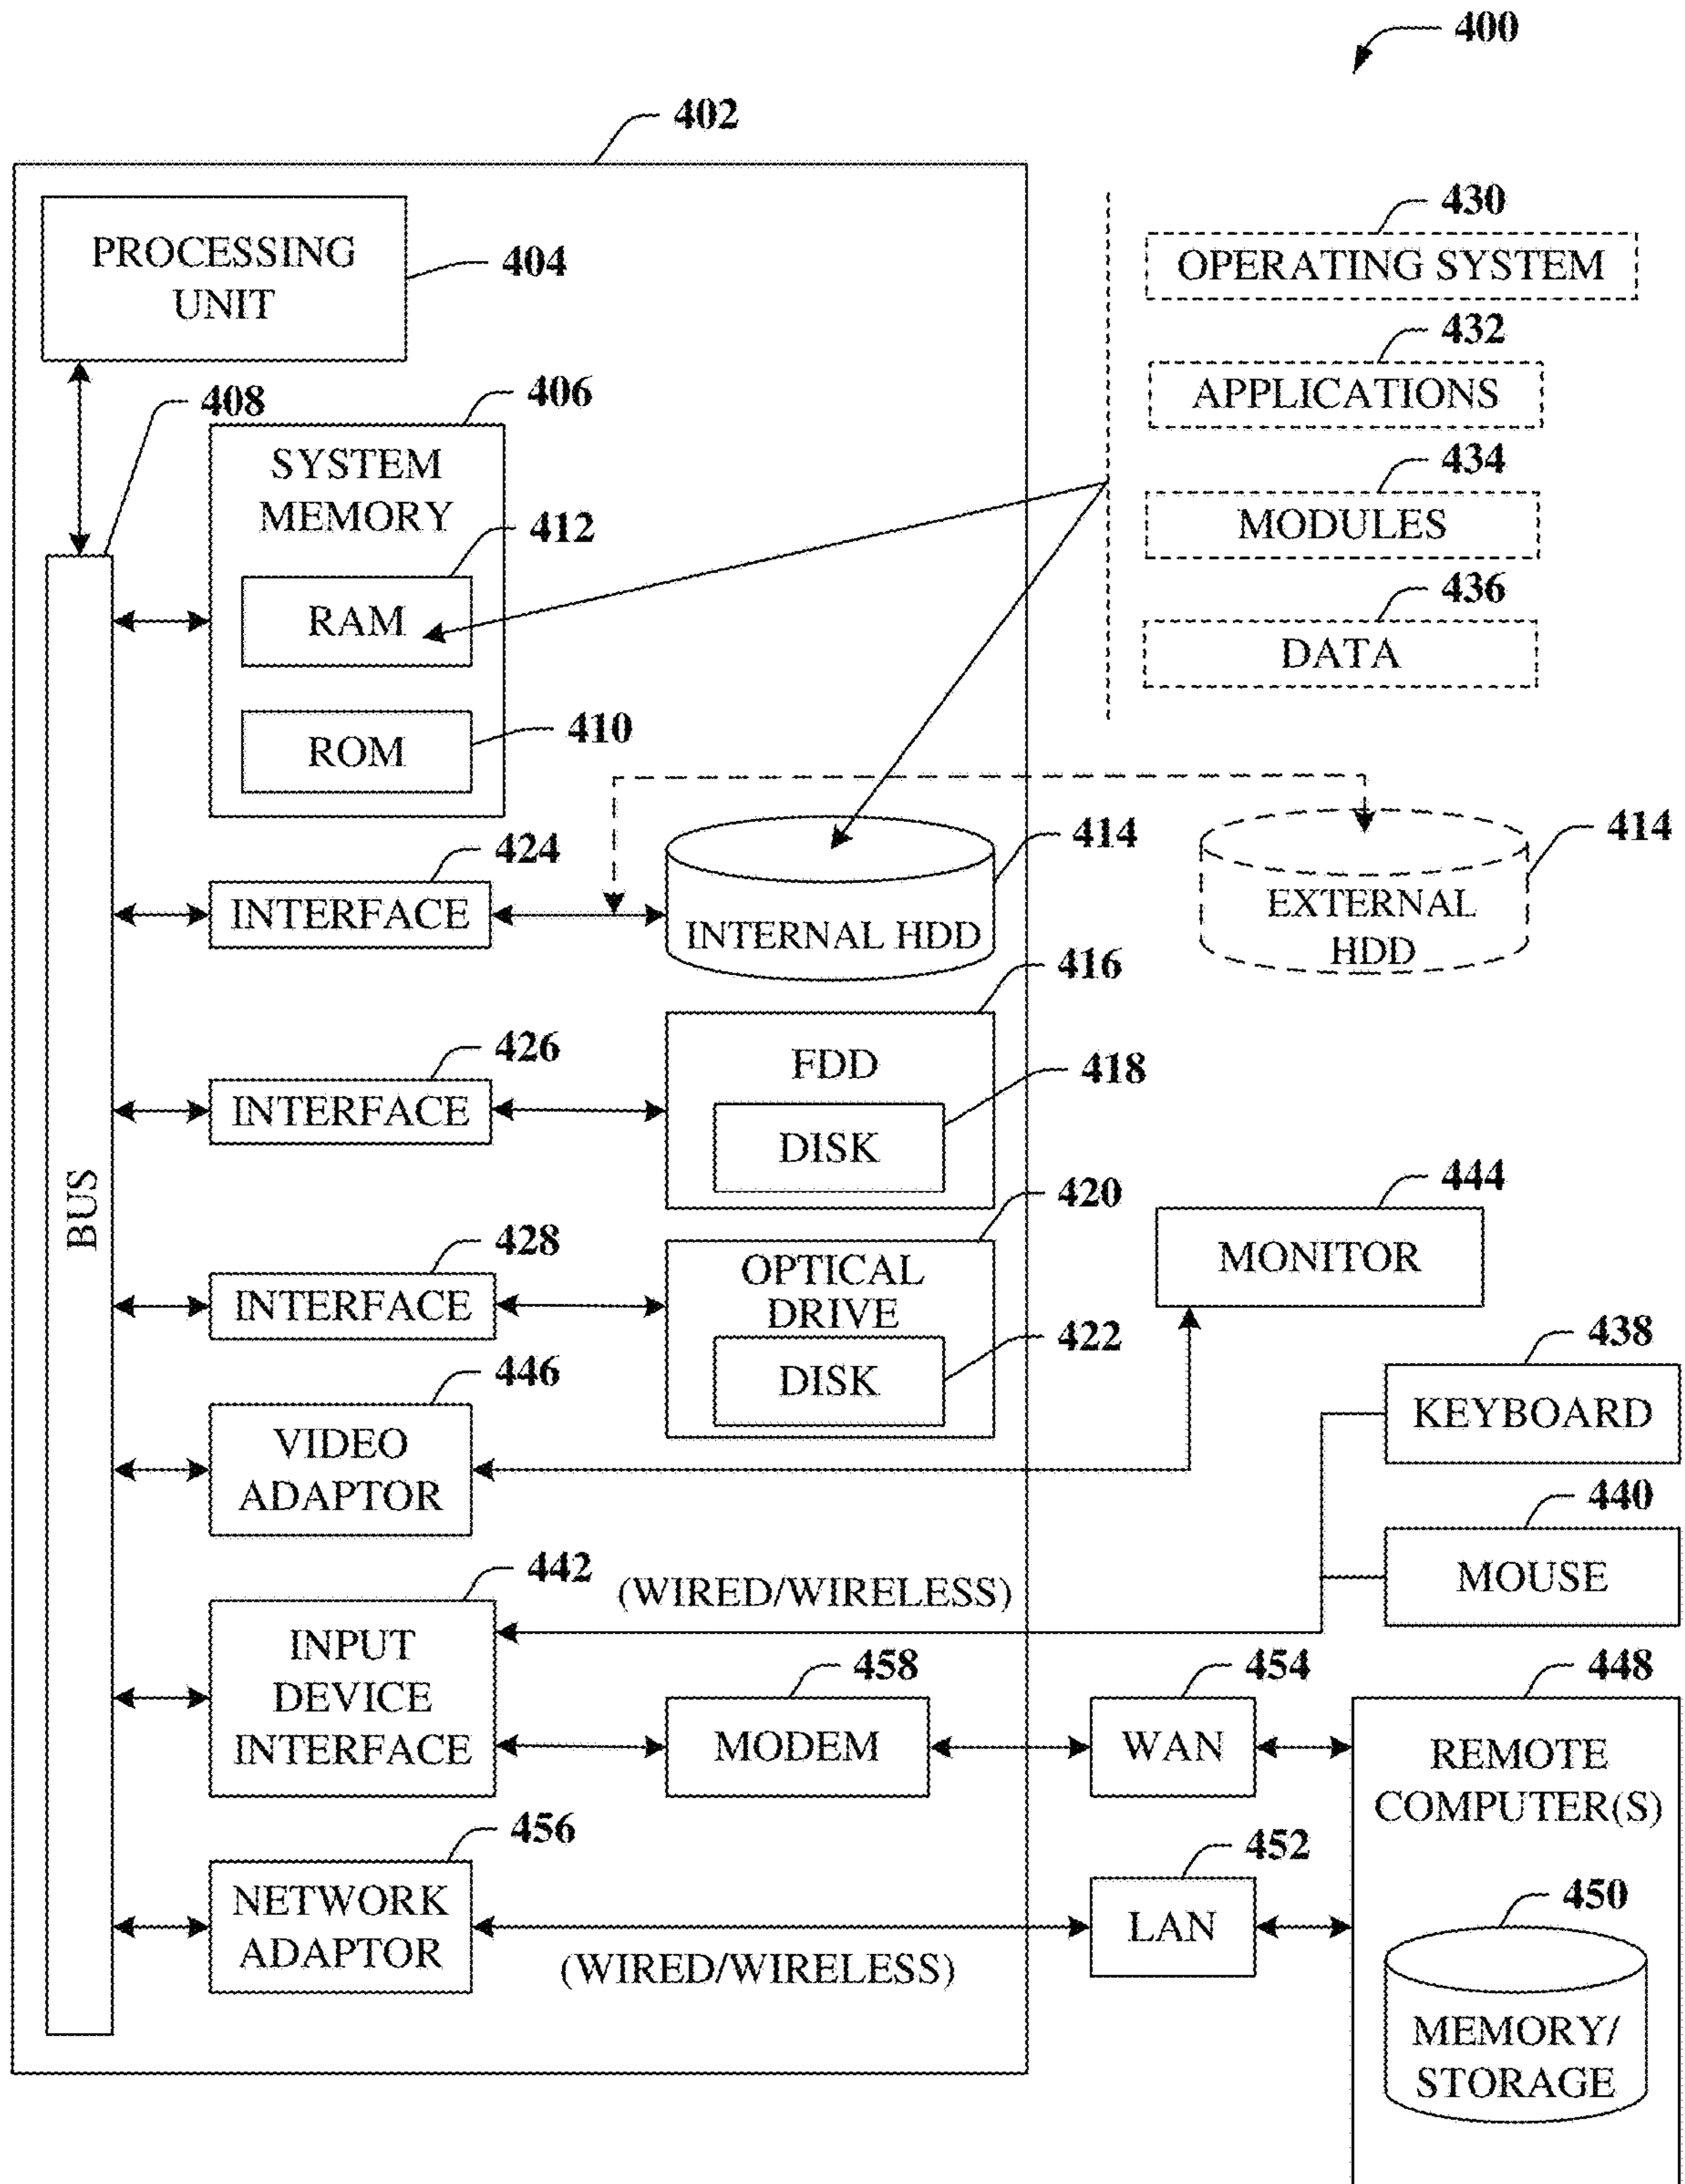 400
402
PROCESSING
UNIT
404
430
OPERATING SYSTEM
432
APPLICATIONS
434
MODULES
436
DATA
408
406
SYSTEM
MEMORY
412
RAM
410
ROM
424
INTERFACE
414
INTERNAL HDD
414
EXTERNAL
HDD
416
FDD
418
DISK
426
INTERFACE
BUS
420
OPTICAL
DRIVE
422
DISK
428
INTERFACE
444
MONITOR
446
VIDEO
ADAPTOR
438
KEYBOARD
440
MOUSE
442
INPUT
DEVICE
INTERFACE
(WIRED/WIRELESS)
458
MODEM
454
WAN
448
REMOTE
COMPUTER(S)
456
NETWORK
ADAPTOR
(WIRED/WIRELESS)
452
LAN
450
MEMORY/
STORAGE